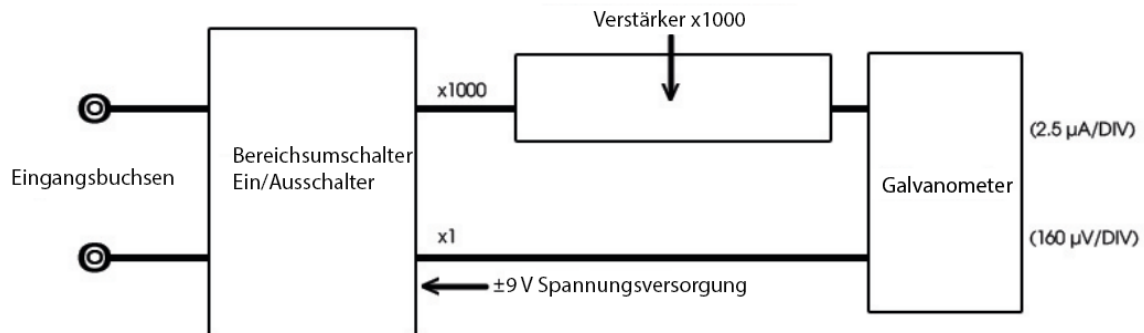 Verstärker x1000
x1000
(2.5 µA/DIV)
Bereichsumschalter
Ein/Ausschalter
Eingangsbuchsen
Galvanometer
x1
(160 µV/DIV)
±9 V Spannungsversorgung